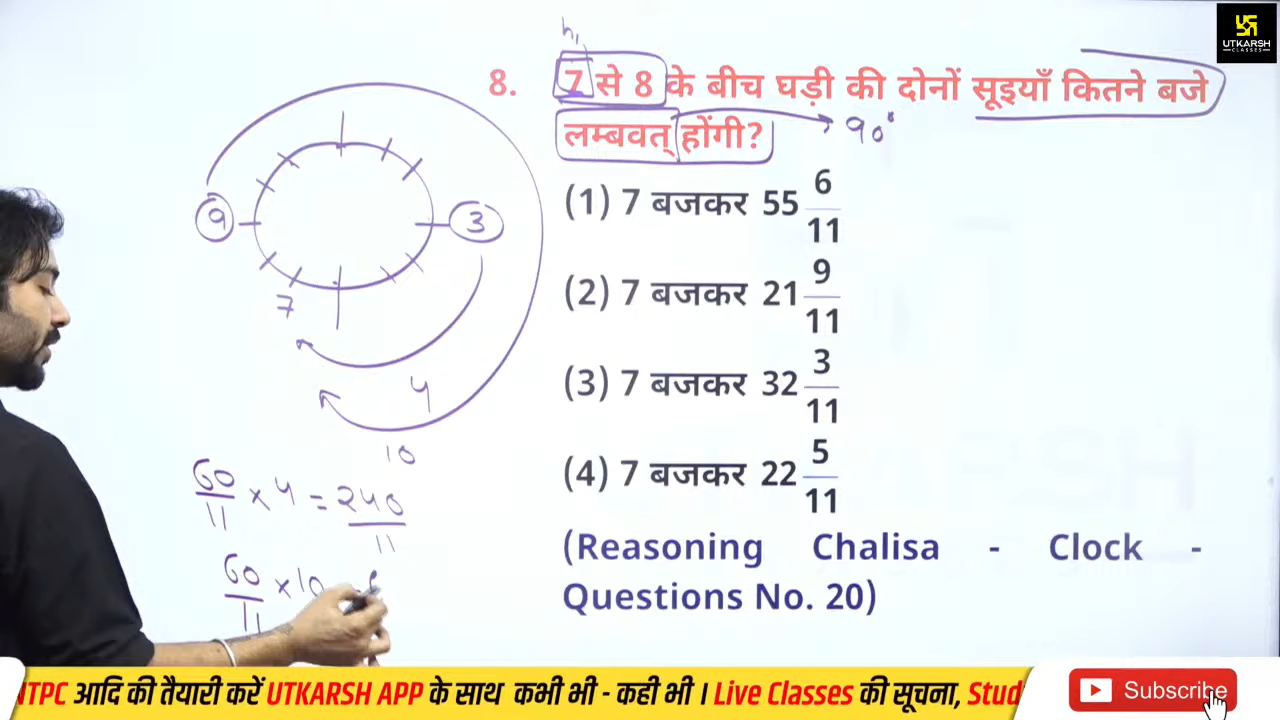 UTKARSH
CLASSES
h,
8. 7 से 8 के बीच घड़ी की दोनों सूइयाँ कितने बजे
लम्बवत् होंगी? 90°
(1) 7 बजकर 55 6/11
(2) 7 बजकर 21 9/11
(3) 7 बजकर 32 3/11
(4) 7 बजकर 22 5/11
(Reasoning Chalisa - Clock -
Questions No. 20)
9 3
7
4
10
60/11 × 4 = 240/11
60/11 × 10
NTPC आदि की तैयारी करें UTKARSH APP के साथ कभी भी - कही भी । Live Classes की सूचना, Stud
Subscribe